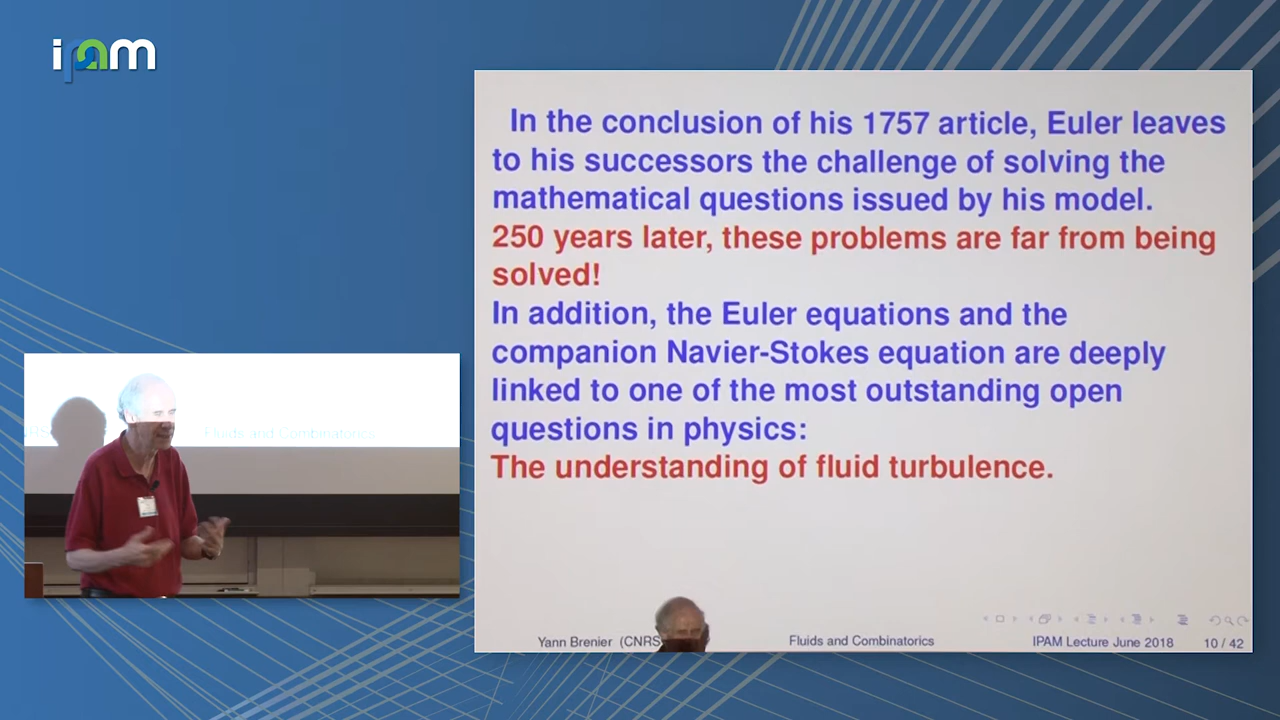 ipam
In the conclusion of his 1757 article, Euler leaves
to his successors the challenge of solving the
mathematical questions issued by his model.
250 years later, these problems are far from being
solved!
In addition, the Euler equations and the
companion Navier-Stokes equation are deeply
linked to one of the most outstanding open
questions in physics:
The understanding of fluid turbulence.
Fluids and Combinatorics
Yann Brenier (CNRS
Fluids and Combinatorics
IPAM Lecture June 2018
10 / 42